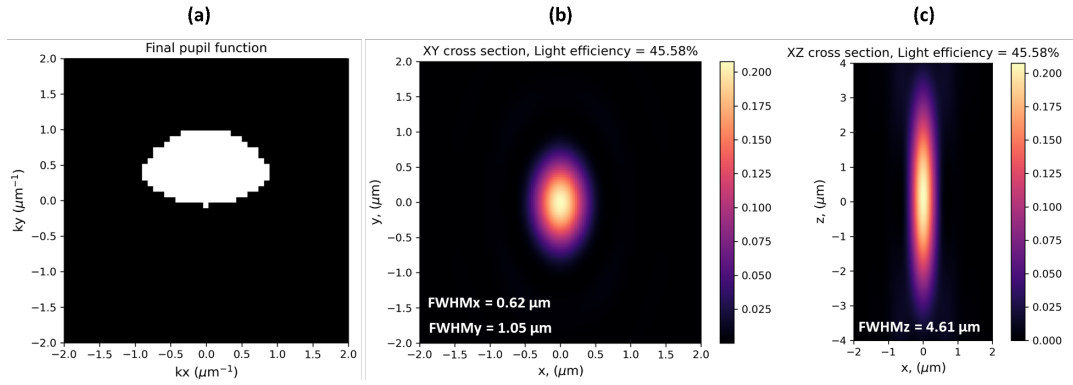 (a)
(b)
(c)
Final pupil function
2.0
1.5
1.0
0.5
0.0
−0.5
−1.0
−1.5
−2.0
ky (μm⁻¹)
−2.0 −1.5 −1.0 −0.5 0.0 0.5 1.0 1.5 2.0
kx (μm⁻¹)
XY cross section, Light efficiency = 45.58%
2.0
1.5
1.0
0.5
0.0
−0.5
−1.0
−1.5
−2.0
y, (μm)
FWHMx = 0.62 μm
FWHMy = 1.05 μm
−2.0 −1.5 −1.0 −0.5 0.0 0.5 1.0 1.5 2.0
x, (μm)
0.200
0.175
0.150
0.125
0.100
0.075
0.050
0.025
XZ cross section, Light efficiency = 45.58%
4
3
2
1
0
−1
−2
−3
−4
z, (μm)
FWHMz = 4.61 μm
−2 −1 0 1 2
x, (μm)
0.200
0.175
0.150
0.125
0.100
0.075
0.050
0.025
0.000